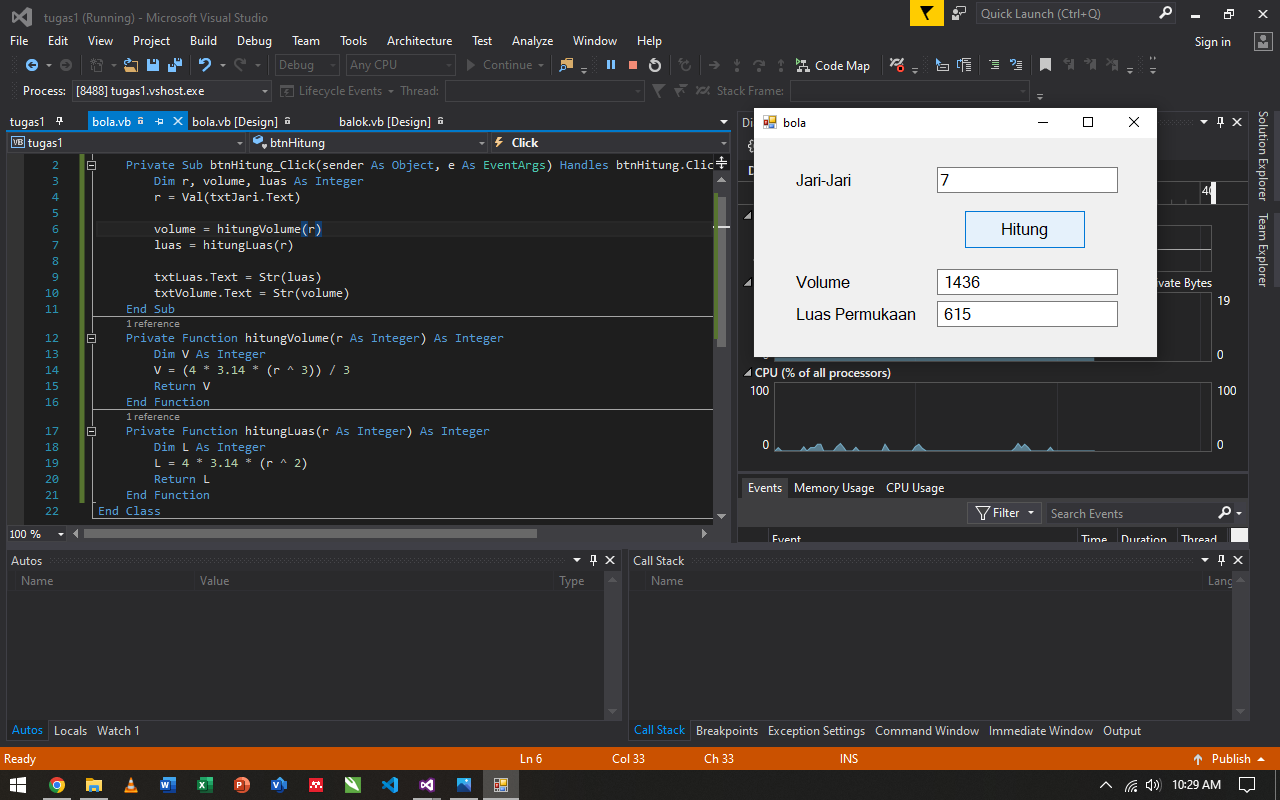 tugas1 (Running) - Microsoft Visual Studio
Quick Launch (Ctrl+Q)
File Edit View Project Build Debug Team Tools Architecture Test Analyze Window Help
Sign in
Debug Any CPU Continue Code Map
Process: [8488] tugas1.vshost.exe Lifecycle Events Thread: Stack Frame:
tugas1 bola.vb bola.vb [Design] balok.vb [Design]
VB tugas1 btnHitung Click
2 Private Sub btnHitung_Click(sender As Object, e As EventArgs) Handles btnHitung.Clic
3 Dim r, volume, luas As Integer
4 r = Val(txtJari.Text)
5
6 volume = hitungVolume(r)
7 luas = hitungLuas(r)
8
9 txtLuas.Text = Str(luas)
10 txtVolume.Text = Str(volume)
11 End Sub
1 reference
12 Private Function hitungVolume(r As Integer) As Integer
13 Dim V As Integer
14 V = (4 * 3.14 * (r ^ 3)) / 3
15 Return V
16 End Function
1 reference
17 Private Function hitungLuas(r As Integer) As Integer
18 Dim L As Integer
19 L = 4 * 3.14 * (r ^ 2)
20 Return L
21 End Function
22 End Class
100 %
Di
bola
Jari-Jari 7
Hitung
Volume 1436
Luas Permukaan 615
D
40
vate Bytes
19
0
0
CPU (% of all processors)
100 100
0 0
Events Memory Usage CPU Usage
Filter Search Events
Event Time Duration Thread
Solution Explorer
Team Explorer
Autos
Name Value Type
Autos Locals Watch 1
Call Stack
Name Lang
Call Stack Breakpoints Exception Settings Command Window Immediate Window Output
Ready Ln 6 Col 33 Ch 33 INS Publish
10:29 AM